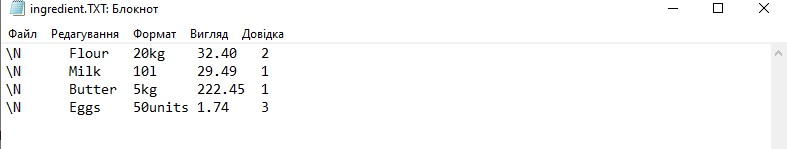 ingredient.TXT: Блокнот
Файл Редагування Формат Вигляд Довідка
\N Flour 20kg 32.40 2
\N Milk 10l 29.49 1
\N Butter 5kg 222.45 1
\N Eggs 50units 1.74 3